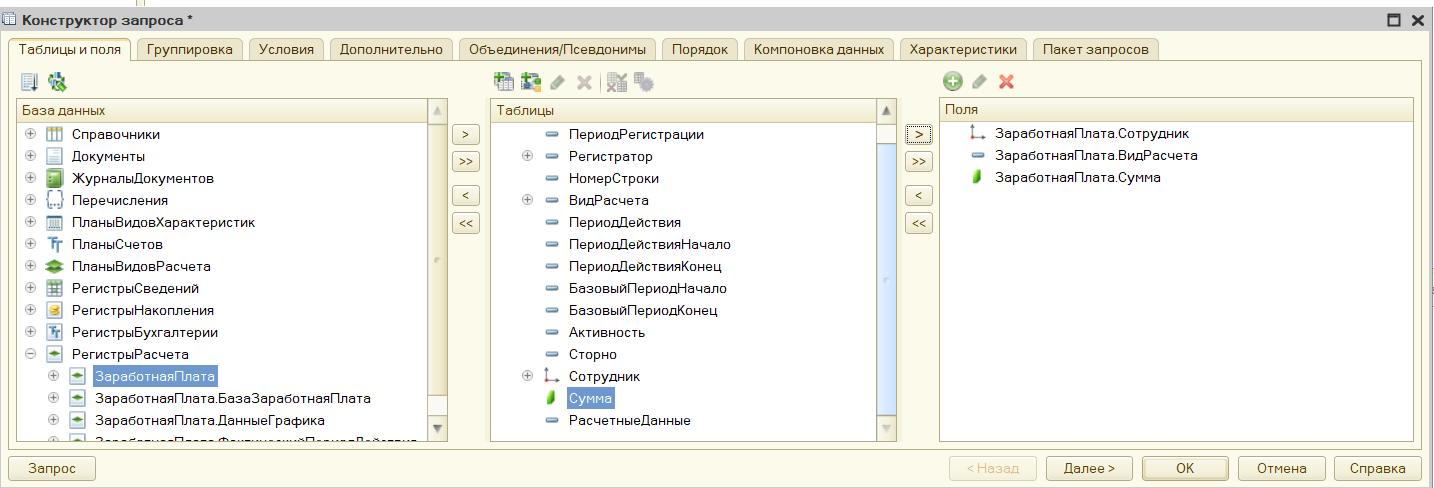 Конструктор запроса *
Таблицы и поля
Группировка
Условия
Дополнительно
Объединения/Псевдонимы
Порядок
Компоновка данных
Характеристики
Пакет запросов
База данных
Справочники
Документы
ЖурналыДокументов
Перечисления
ПланыВидовХарактеристик
ПланыСчетов
ПланыВидовРасчета
РегистрыСведений
РегистрыНакопления
РегистрыБухгалтерии
РегистрыРасчета
ЗаработнаяПлата
ЗаработнаяПлата.БазаЗаработнаяПлата
ЗаработнаяПлата.ДанныеГрафика
ЗаработнаяПлата.ФактическийПериодДействия
>
>>
<
<<
Таблицы
ПериодРегистрации
Регистратор
НомерСтроки
ВидРасчета
ПериодДействия
ПериодДействияНачало
ПериодДействияКонец
БазовыйПериодНачало
БазовыйПериодКонец
Активность
Сторно
Сотрудник
Сумма
РасчетныеДанные
>
>>
<
<<
Поля
ЗаработнаяПлата.Сотрудник
ЗаработнаяПлата.ВидРасчета
ЗаработнаяПлата.Сумма
Запрос
< Назад
Далее >
ОК
Отмена
Справка